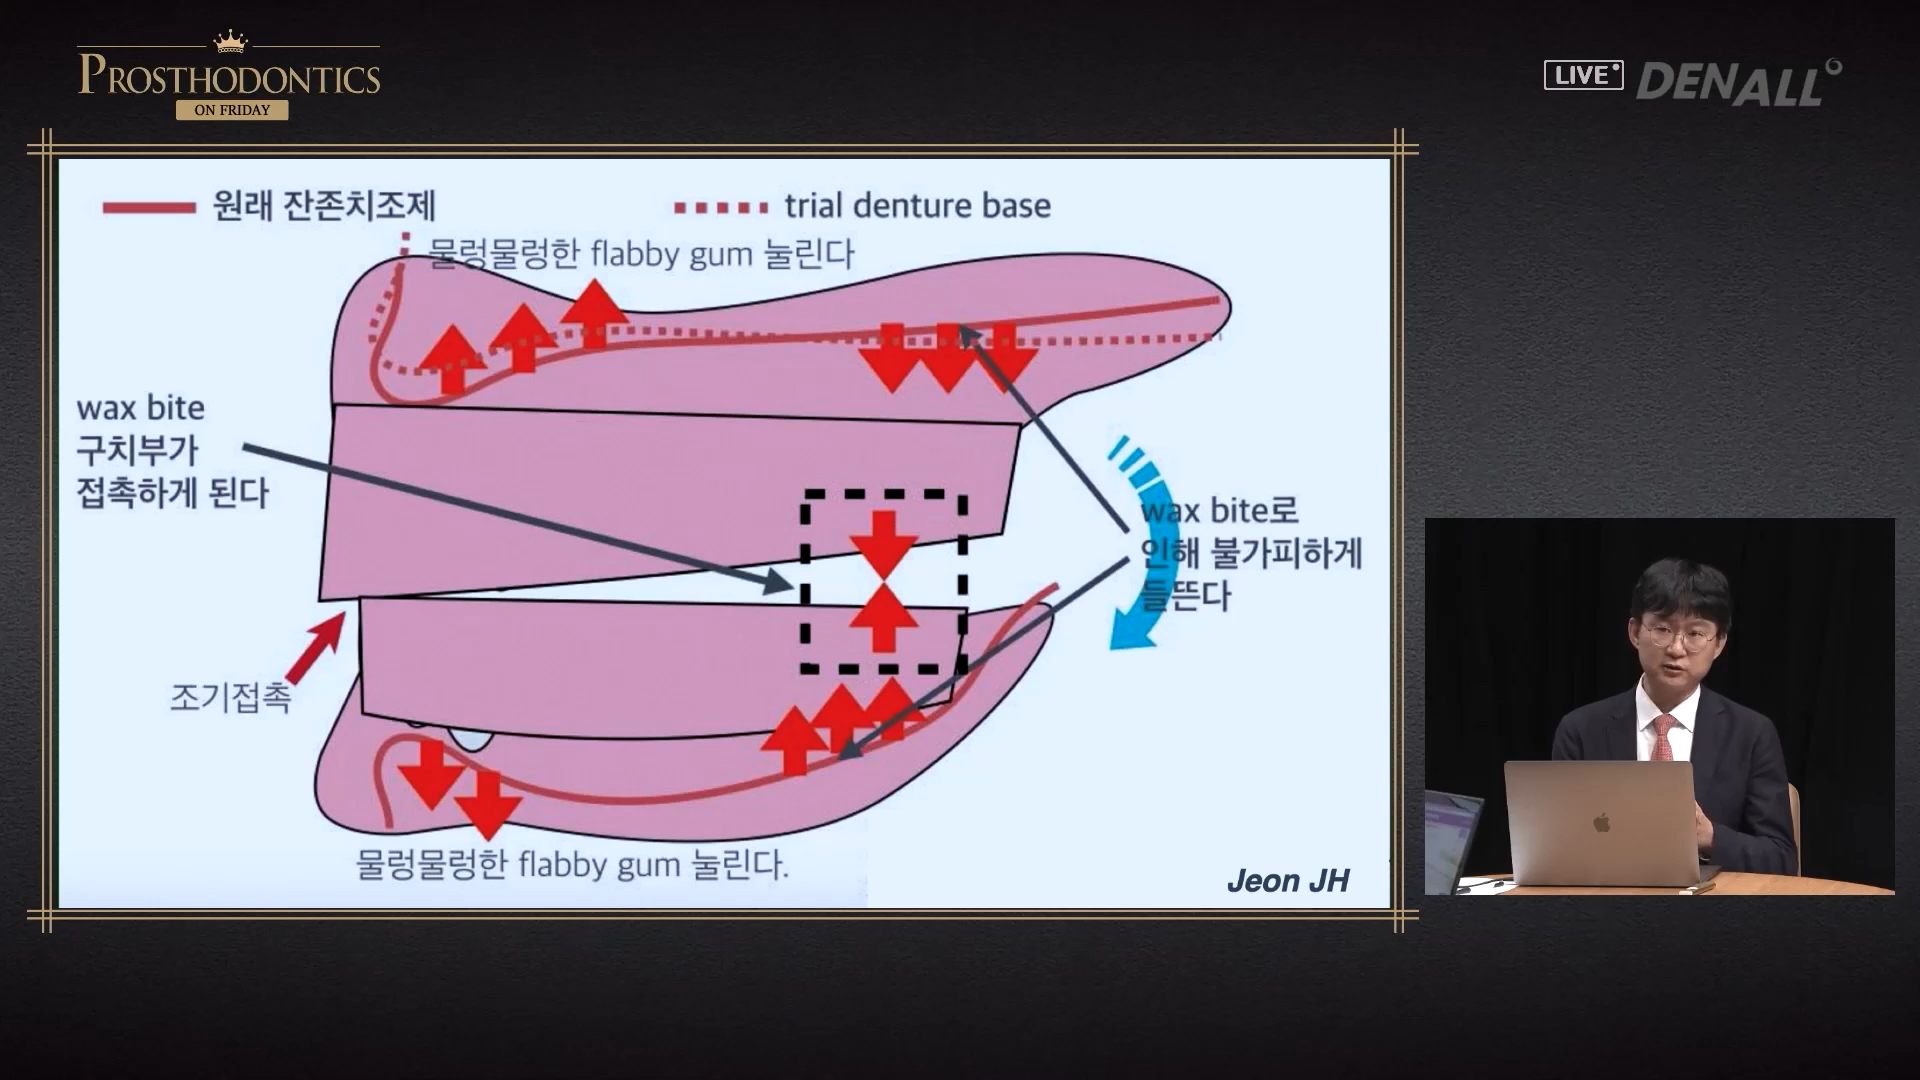 PROSTHODONTICS
ON FRIDAY
LIVE
DENALL
원래 잔존치조제
trial denture base
물렁물렁한 flabby gum 눌린다
wax bite
구치부가
접촉하게 된다
wax bite로
인해 불가피하게
들뜬다
조기접촉
물렁물렁한 flabby gum 눌린다.
Jeon JH